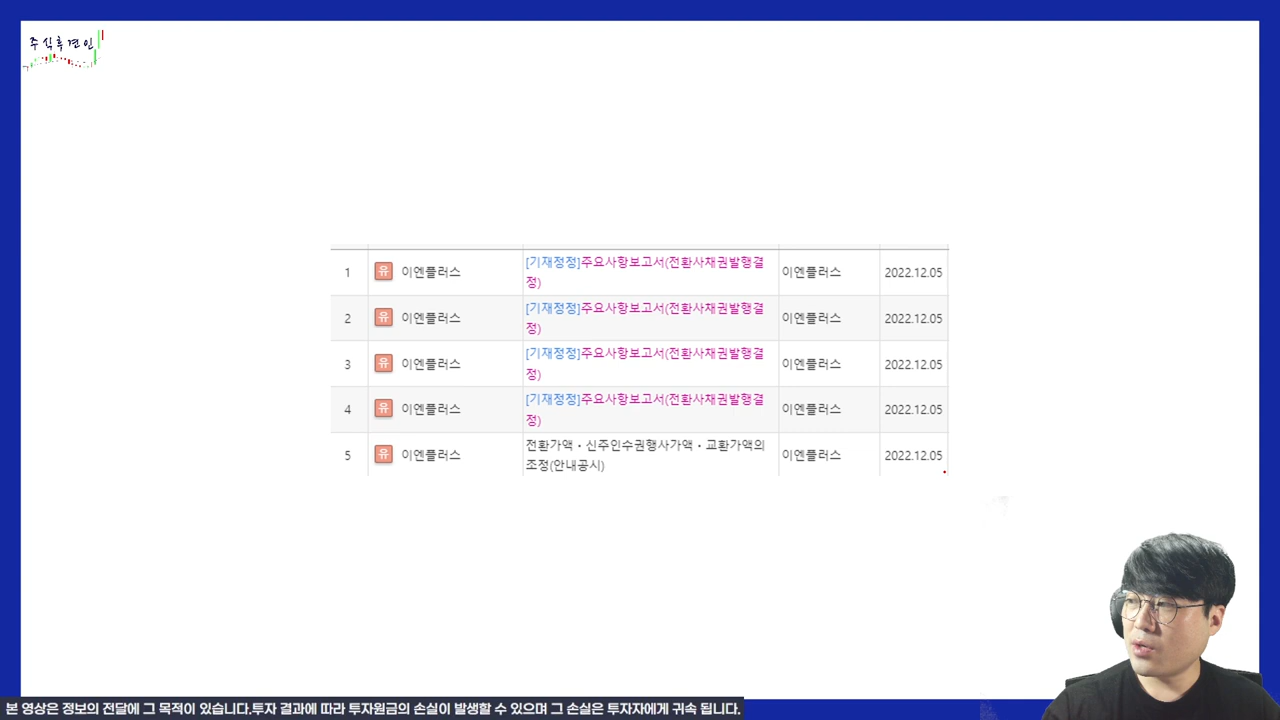 주식후견인
1 유 이엔플러스 [기재정정]주요사항보고서(전환사채권발행결 이엔플러스 2022.12.05
정)
2 유 이엔플러스 [기재정정]주요사항보고서(전환사채권발행결 이엔플러스 2022.12.05
정)
3 유 이엔플러스 [기재정정]주요사항보고서(전환사채권발행결 이엔플러스 2022.12.05
정)
4 유 이엔플러스 [기재정정]주요사항보고서(전환사채권발행결 이엔플러스 2022.12.05
정)
5 유 이엔플러스 전환가액・신주인수권행사가액・교환가액의 이엔플러스 2022.12.05
조정(안내공시)
본 영상은 정보의 전달에 그 목적이 있습니다.투자 결과에 따라 투자원금의 손실이 발생할 수 있으며 그 손실은 투자자에게 귀속 됩니다.